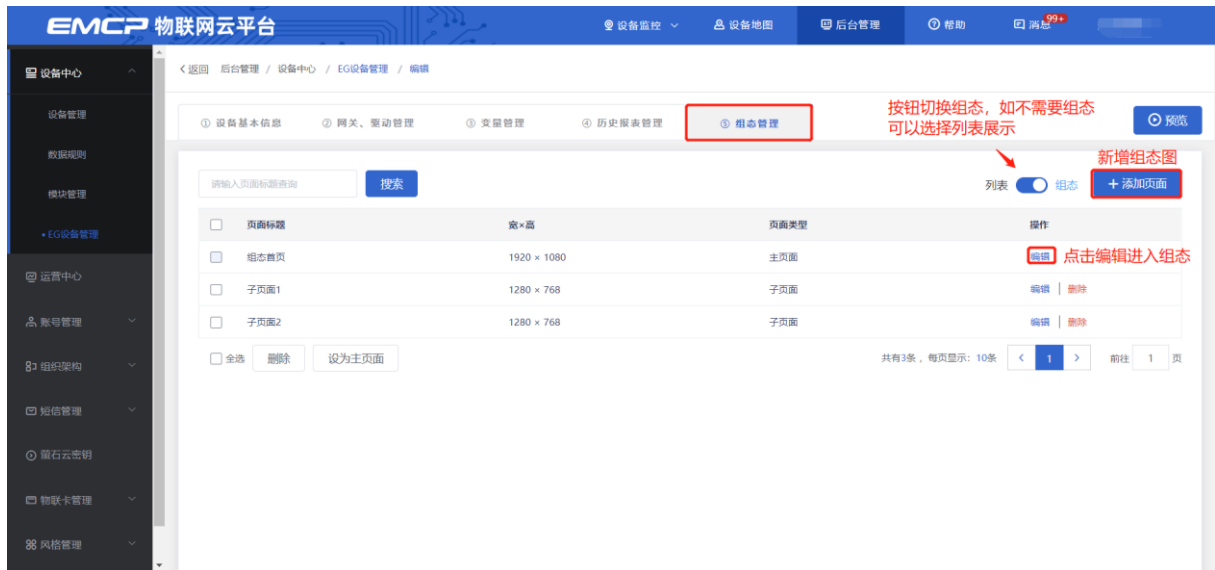 EMCP 物联网云平台
设备监控 设备地图 后台管理 帮助 消息 99+
设备中心
设备管理
数据规则
模块管理
EG设备管理
运营中心
账号管理
组织架构
短信管理
萤石云密钥
物联卡管理
风格管理
返回 后台管理 / 设备中心 / EG设备管理 / 编辑
① 设备基本信息 ② 网关、驱动管理 ③ 变量管理 ④ 历史报表管理 ⑤ 组态管理
按钮切换组态，如不需要组态
可以选择列表展示
预览
新增组态图
请输入页面标题查询 搜索 列表 组态 + 添加页面
页面标题 宽×高 页面类型 操作
组态首页 1920 × 1080 主页面 编辑 点击编辑进入组态
子页面1 1280 × 768 子页面 编辑 | 删除
子页面2 1280 × 768 子页面 编辑 | 删除
全选 删除 设为主页面 共有3条，每页显示: 10条 < 1 > 前往 1 页